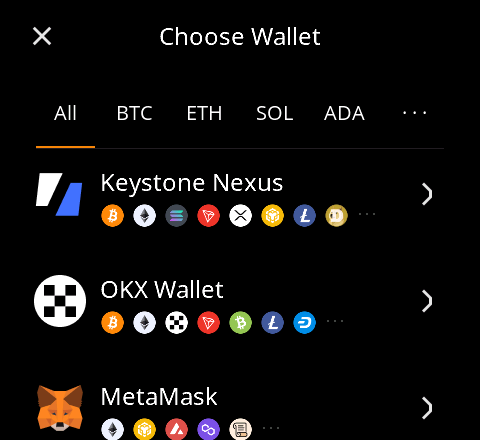 Choose Wallet
All BTC ETH SOL ADA ···
Keystone Nexus
···
OKX Wallet
···
MetaMask
···